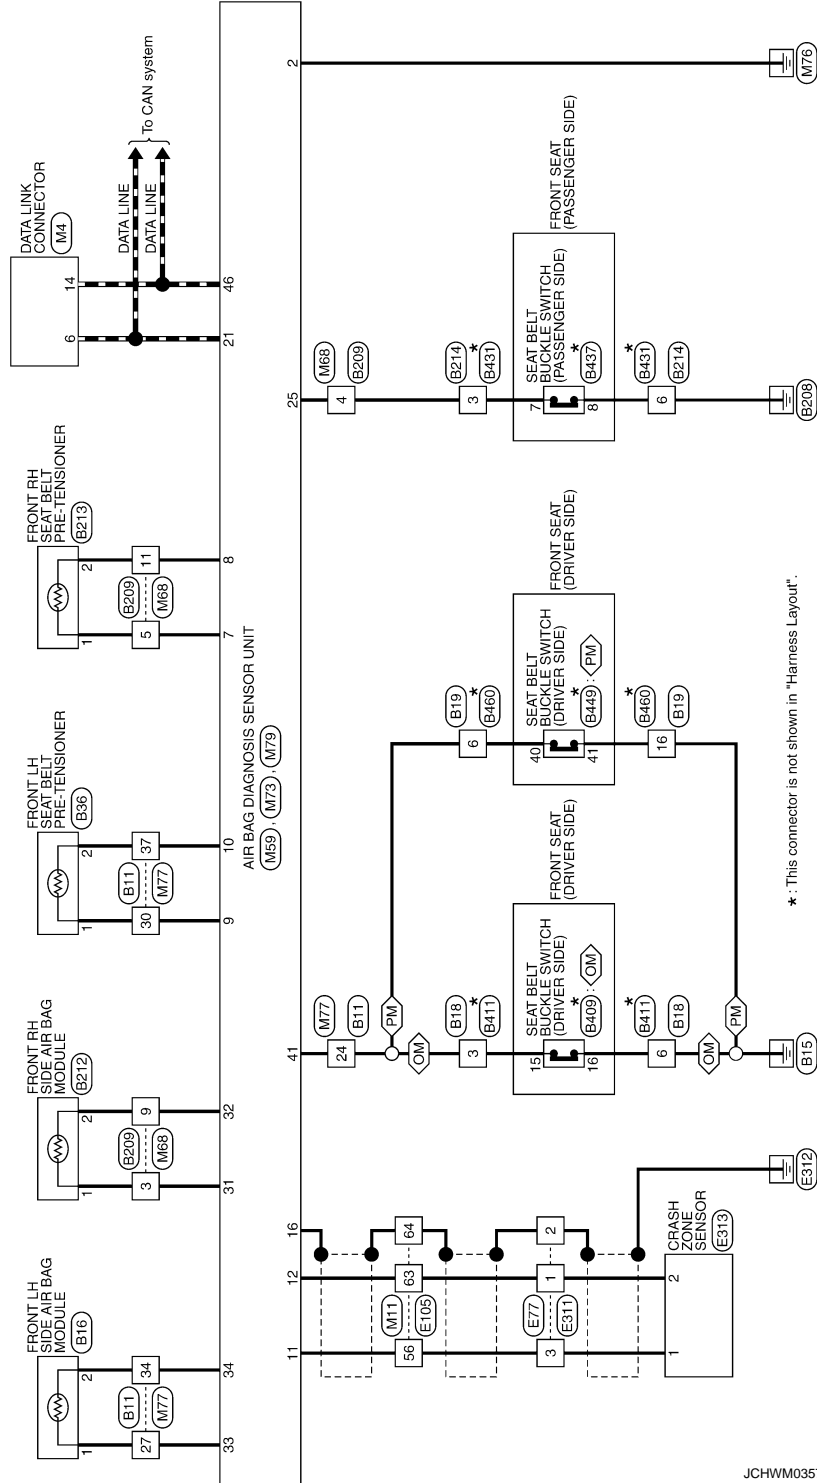 FRONT LH
SIDE AIR BAG
MODULE
B16
1
2
B11
27
34
M77
33
34
FRONT RH
SIDE AIR BAG
MODULE
B212
1
2
B209
3
9
M68
31
32
FRONT LH
SEAT BELT
PRE-TENSIONER
B36
1
2
B11
30
37
M77
9
10
FRONT RH
SEAT BELT
PRE-TENSIONER
B213
1
2
B209
5
11
M68
7
8
DATA LINK
CONNECTOR
M4
6
14
DATA LINE
DATA LINE
To CAN system
21
46
AIR BAG DIAGNOSIS SENSOR UNIT
M59 , M73 , M79
11
12
16
M11
56
63
64
E105
E77
3
1
2
E311
1
2
CRASH
ZONE
SENSOR
E313
E312
41
M77
24
B11
PM
OM
B18
3
* B411
FRONT SEAT
(DRIVER SIDE)
SEAT BELT
BUCKLE SWITCH
(DRIVER SIDE)
* B409 : OM
15
16
* B411
6
B18
OM
PM
B15
B19
6
* B460
FRONT SEAT
(DRIVER SIDE)
SEAT BELT
BUCKLE SWITCH
(DRIVER SIDE)
* B449 : PM
40
41
* B460
16
B19
25
M68
4
B209
B214
3
* B431
FRONT SEAT
(PASSENGER SIDE)
SEAT BELT
BUCKLE SWITCH
(PASSENGER SIDE)
* B437
7
8
* B431
6
B214
B208
2
M76
* : This connector is not shown in "Harness Layout".